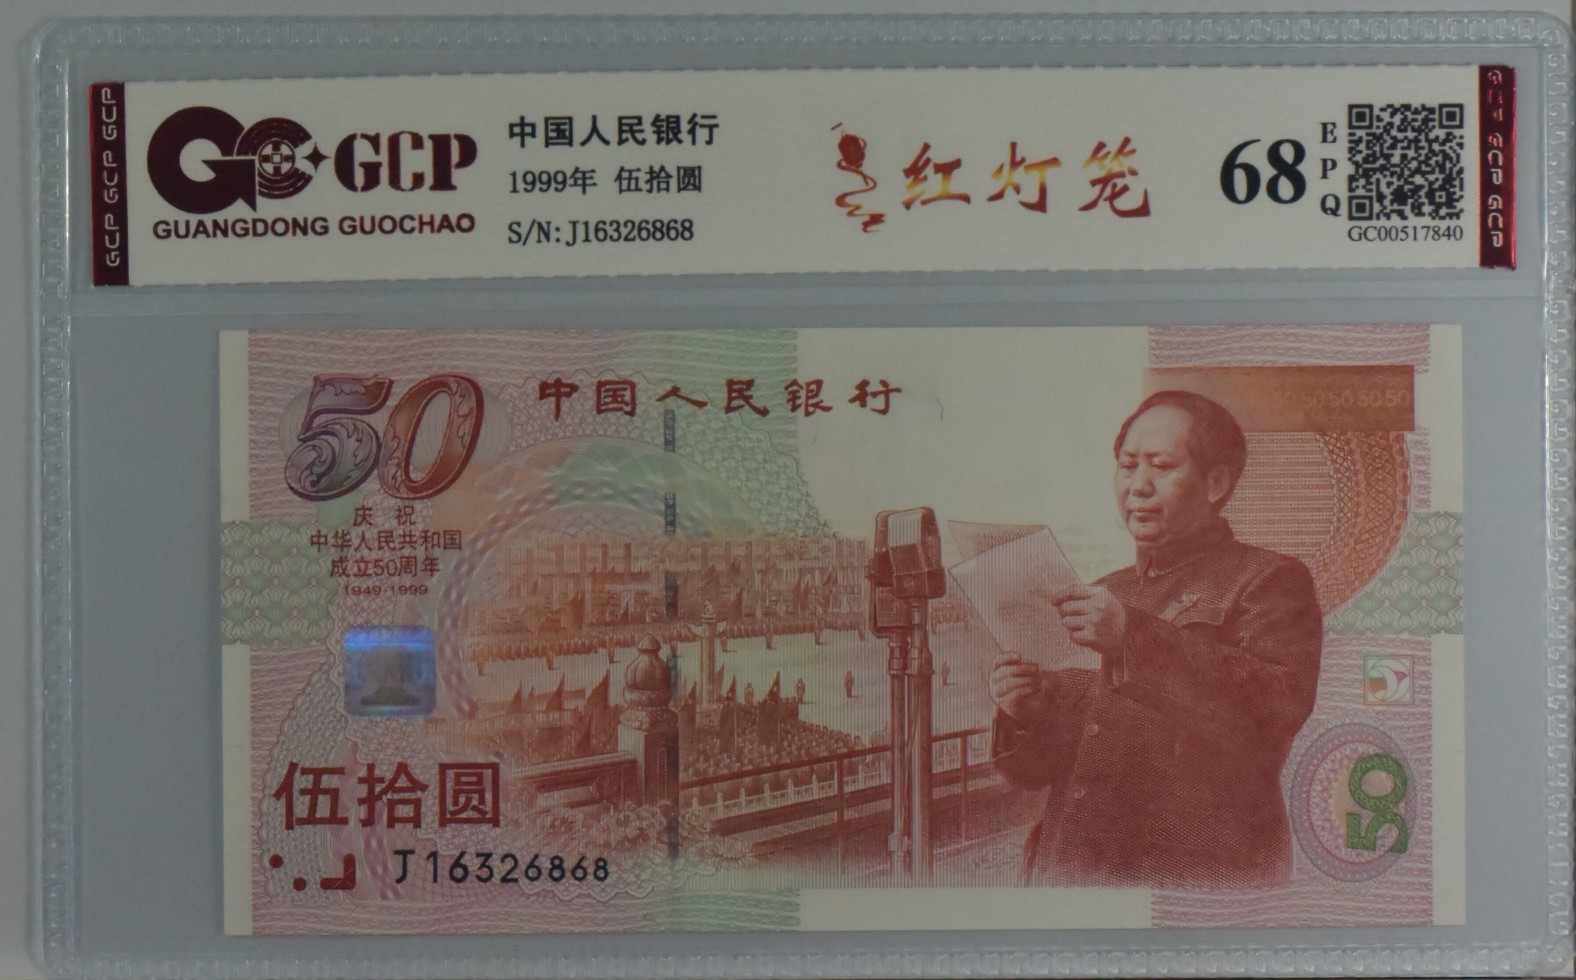 GCP GCP GCP
GCP
GUANGDONG GUOCHAO
中国人民银行
1999年 伍拾圆
S/N:J16326868
红灯笼
68
EPQ
GC00517840
GCP GCP GCP
50
中国人民银行
5050505050
庆祝
中华人民共和国
成立50周年
1949-1999
伍拾圆
J16326868
50